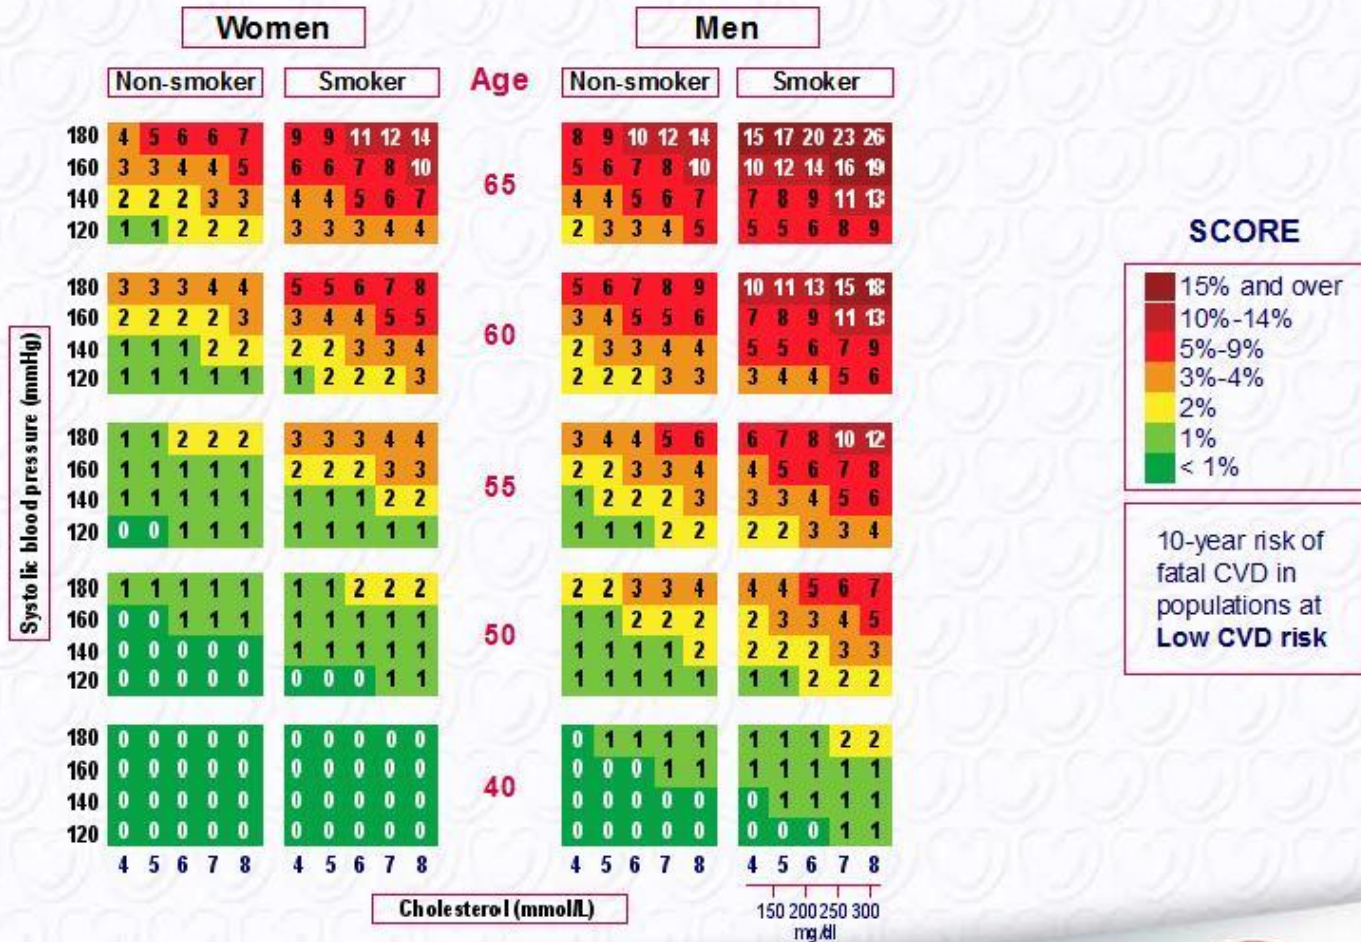 Women Men
Non-smoker Smoker Age Non-smoker Smoker
180 4 5 6 6 7 9 9 11 12 14 8 9 10 12 14 15 17 20 23 26
160 3 3 4 4 5 6 6 7 8 10 5 6 7 8 10 10 12 14 16 19
65
140 2 2 2 3 3 4 4 5 6 7 4 4 5 6 7 7 8 9 11 13
120 1 1 2 2 2 3 3 3 4 4 2 3 3 4 5 5 5 6 8 9
180 3 3 3 4 4 5 5 6 7 8 5 6 7 8 9 10 11 13 15 18
160 2 2 2 2 3 3 4 4 5 5 3 4 5 5 6 7 8 9 11 13
60
140 1 1 1 2 2 2 2 3 3 4 2 3 3 4 4 5 5 6 7 9
120 1 1 1 1 1 1 2 2 2 3 2 2 2 3 3 3 4 4 5 6
180 1 1 2 2 2 3 3 3 4 4 3 4 4 5 6 6 7 8 10 12
160 1 1 1 1 1 2 2 2 3 3 2 2 3 3 4 4 5 6 7 8
55
140 1 1 1 1 1 1 1 1 2 2 1 2 2 2 3 3 3 4 5 6
120 0 0 1 1 1 1 1 1 1 1 1 1 1 2 2 2 2 3 3 4
180 1 1 1 1 1 1 1 2 2 2 2 2 3 3 4 4 4 5 6 7
160 0 0 1 1 1 1 1 1 1 1 1 1 2 2 2 2 3 3 4 5
50
140 0 0 0 0 0 1 1 1 1 1 1 1 1 1 2 2 2 2 3 3
120 0 0 0 0 0 0 0 0 1 1 1 1 1 1 1 1 1 2 2 2
180 0 0 0 0 0 0 0 0 0 0 0 1 1 1 1 1 1 1 2 2
160 0 0 0 0 0 0 0 0 0 0 0 0 0 1 1 1 1 1 1 1
40
140 0 0 0 0 0 0 0 0 0 0 0 0 0 0 0 0 1 1 1 1
120 0 0 0 0 0 0 0 0 0 0 0 0 0 0 0 0 0 0 1 1
4 5 6 7 8 4 5 6 7 8 4 5 6 7 8 4 5 6 7 8
Systolic blood pressure (mmHg)
Cholesterol (mmol/L)
150 200 250 300
mg/dl
SCORE
15% and over
10%-14%
5%-9%
3%-4%
2%
1%
< 1%
10-year risk of
fatal CVD in
populations at
Low CVD risk